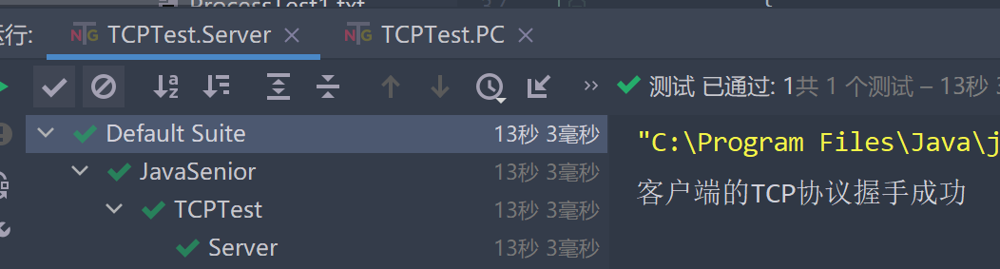 ProcessTest1.txt
运行:
TCPTest.Server
TCPTest.PC
测试 已通过: 1共 1 个测试 – 13秒
Default Suite 13秒 3毫秒
"C:\Program Files\Java\j
JavaSenior 13秒 3毫秒
客户端的TCP协议握手成功
TCPTest 13秒 3毫秒
Server 13秒 3毫秒